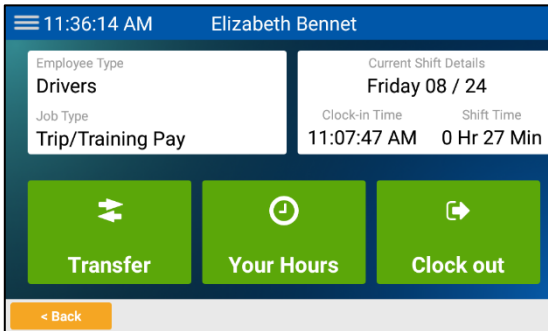 11:36:14 AM Elizabeth Bennet
Employee Type
Drivers
Job Type
Trip/Training Pay
Current Shift Details
Friday 08 / 24
Clock-in Time Shift Time
11:07:47 AM 0 Hr 27 Min
Transfer Your Hours Clock out
< Back